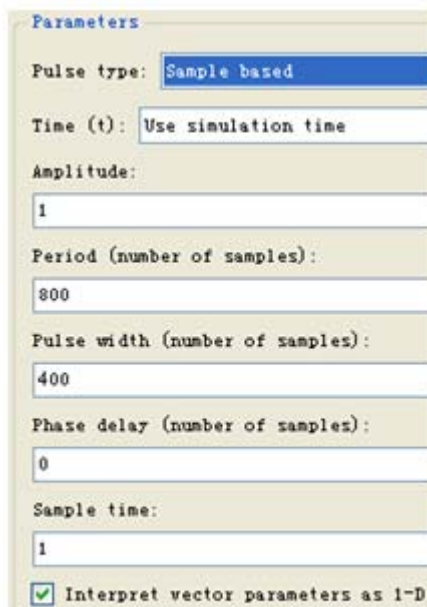 Parameters
Pulse type: Sample based
Time (t): Use simulation time
Amplitude:
1
Period (number of samples):
800
Pulse width (number of samples):
400
Phase delay (number of samples):
0
Sample time:
1
Interpret vector parameters as 1-D